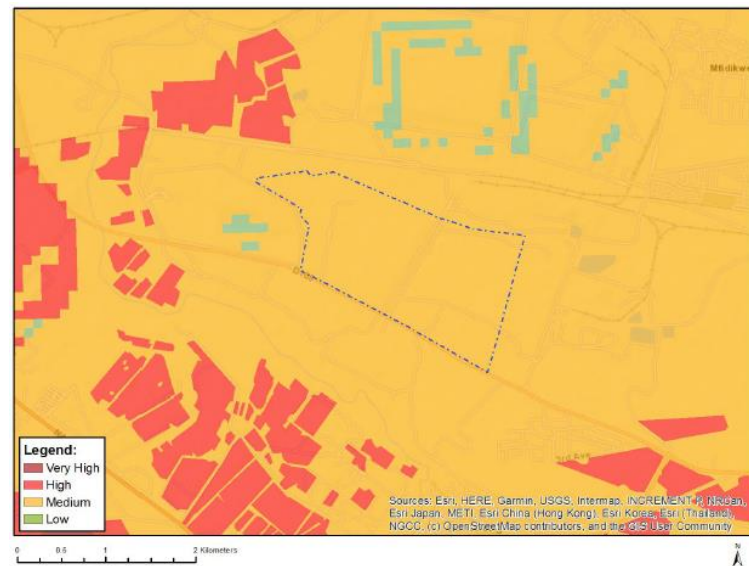 3rd Ave
Legend:
Very High
High
Medium
Low
Sources: Esri, HERE, Garmin, USGS, Intermap, INCREMENT P, NRCan,
Esri Japan, METI, Esri China (Hong Kong), Esri Korea, Esri (Thailand),
NGCC, (c) OpenStreetMap contributors, and the GIS User Community
0 0.5 1 2 Kilometers
N